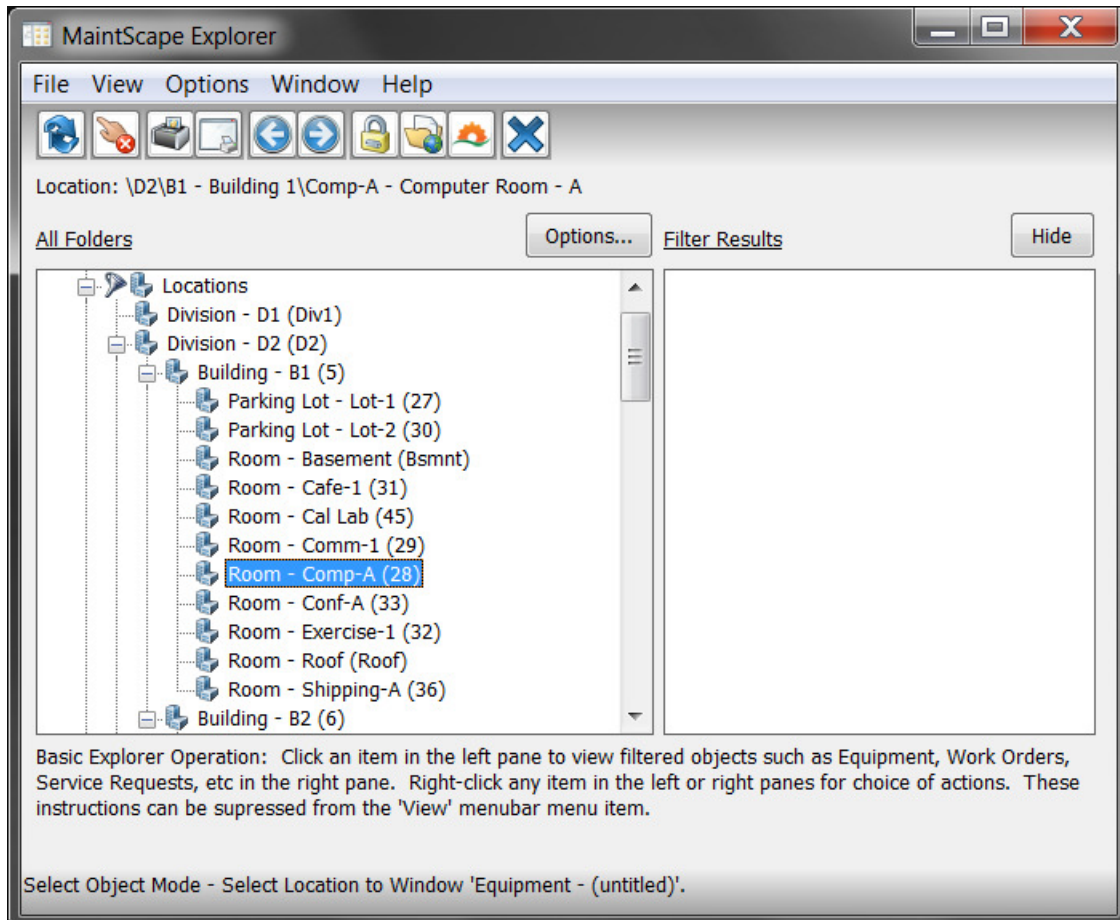 MaintScape Explorer
File View Options Window Help
Location: \D2\B1 - Building 1\Comp-A - Computer Room - A
All Folders
Options...
Filter Results
Hide
Locations
Division - D1 (Div1)
Division - D2 (D2)
Building - B1 (5)
Parking Lot - Lot-1 (27)
Parking Lot - Lot-2 (30)
Room - Basement (Bsmnt)
Room - Cafe-1 (31)
Room - Cal Lab (45)
Room - Comm-1 (29)
Room - Comp-A (28)
Room - Conf-A (33)
Room - Exercise-1 (32)
Room - Roof (Roof)
Room - Shipping-A (36)
Building - B2 (6)
Basic Explorer Operation:  Click an item in the left pane to view filtered objects such as Equipment, Work Orders,
Service Requests, etc in the right pane.  Right-click any item in the left or right panes for choice of actions.  These
instructions can be supressed from the 'View' menubar menu item.
Select Object Mode - Select Location to Window 'Equipment - (untitled)'.